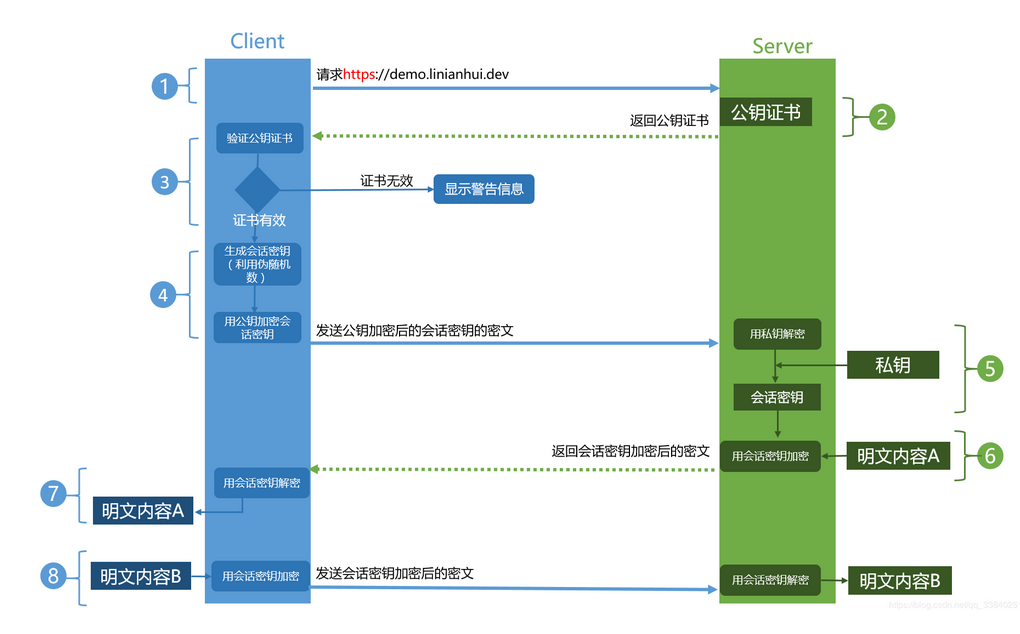 Client
Server
1
请求https://demo.linianhui.dev
公钥证书
2
返回公钥证书
验证公钥证书
3
证书无效
显示警告信息
证书有效
生成会话密钥
（利用伪随机
数）
4
用公钥加密会
话密钥
发送公钥加密后的会话密钥的密文
用私钥解密
私钥
5
会话密钥
返回会话密钥加密后的密文
用会话密钥加密
明文内容A
6
用会话密钥解密
7
明文内容A
8
明文内容B
用会话密钥加密
发送会话密钥加密后的密文
用会话密钥解密
明文内容B